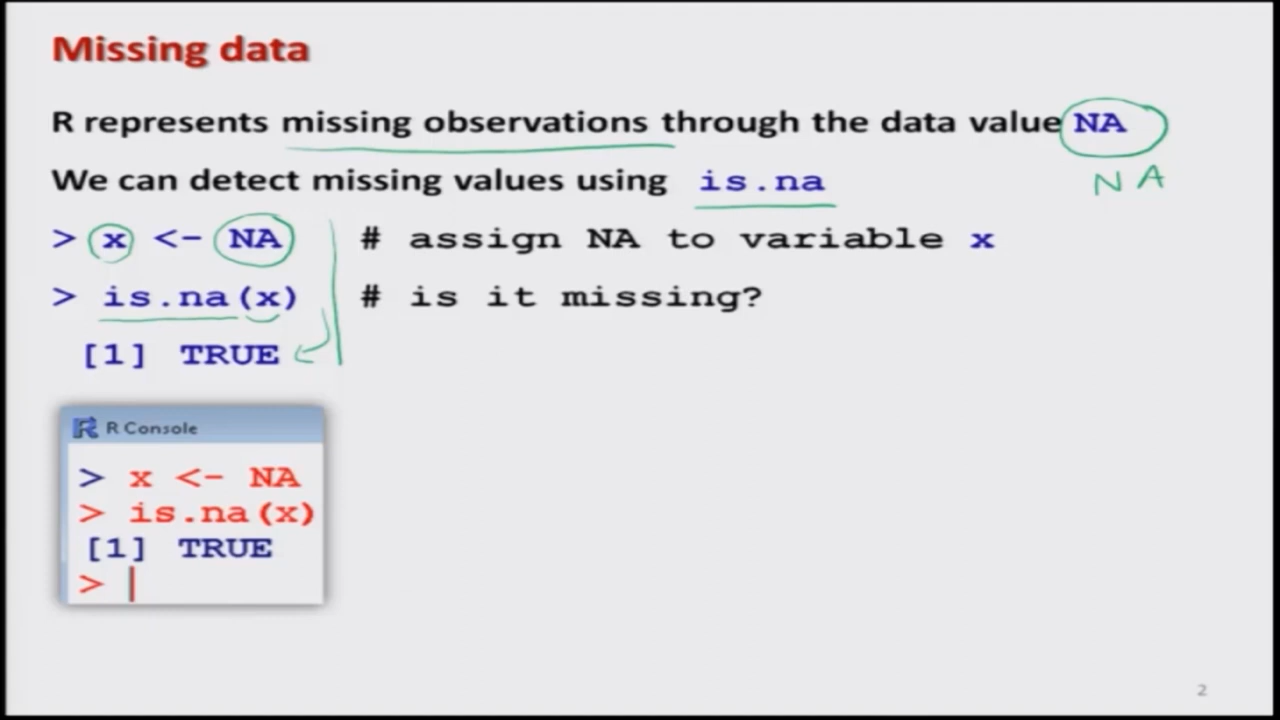 Missing data
R represents missing observations through the data value NA
N A
We can detect missing values using is.na
> x <- NA # assign NA to variable x
> is.na(x) # is it missing?
[1] TRUE
R Console
> x <- NA
> is.na(x)
[1] TRUE
>
2